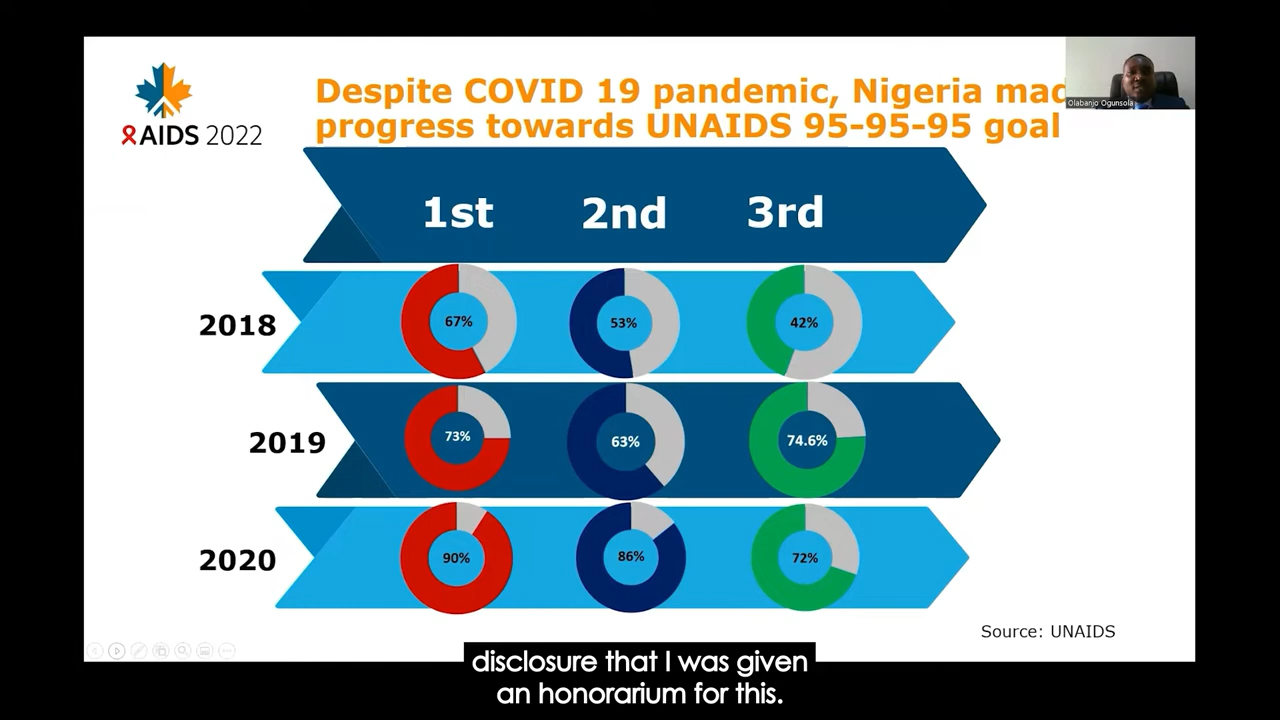 Despite COVID 19 pandemic, Nigeria mad
progress towards UNAIDS 95-95-95 goal
AIDS 2022
Olabanjo Ogunsola
1st 2nd 3rd
2018 67% 53% 42%
2019 73% 63% 74.6%
2020 90% 86% 72%
Source: UNAIDS
disclosure that I was given
an honorarium for this.